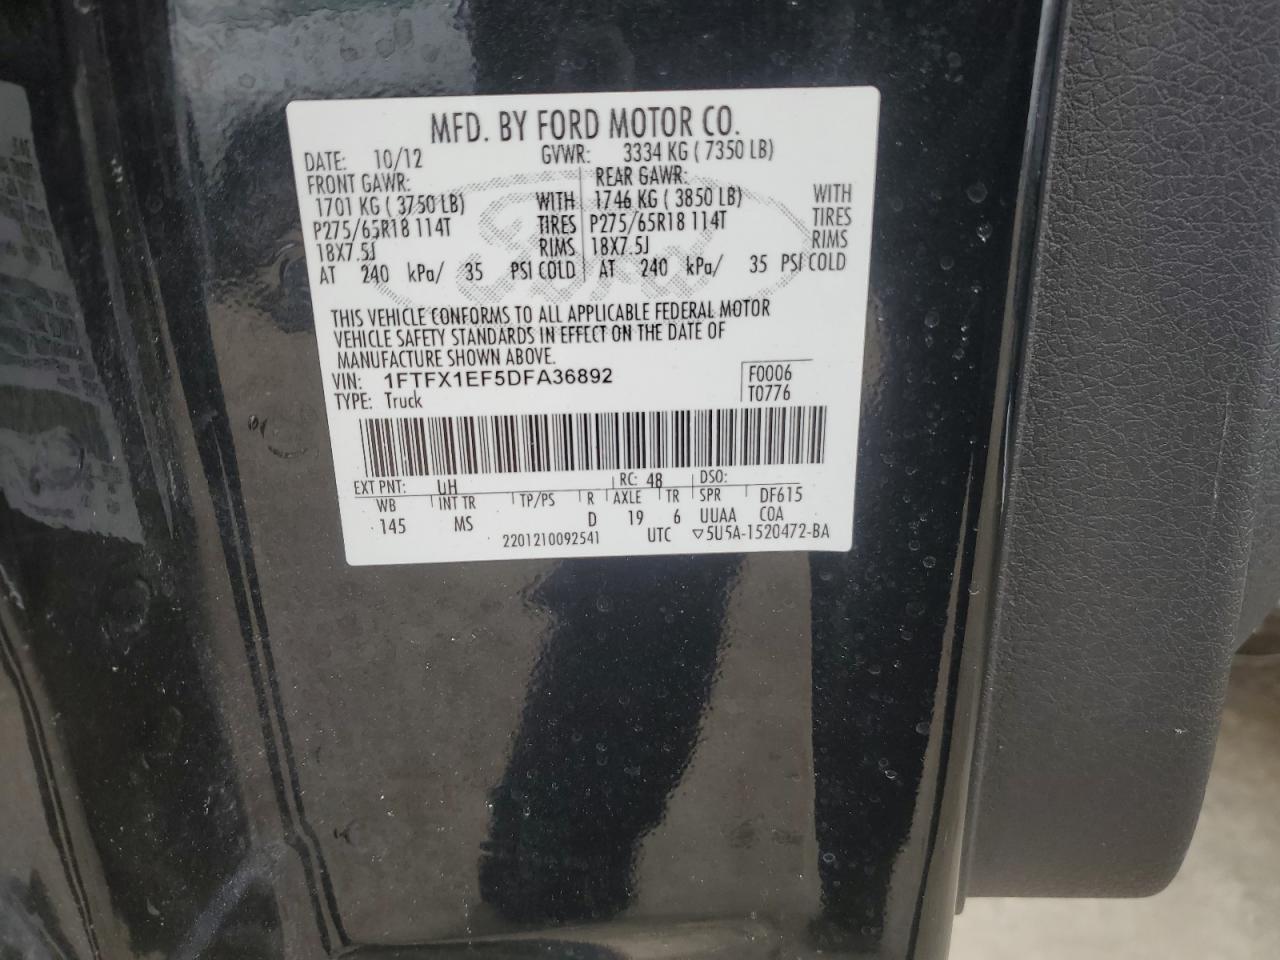 MFD. BY FORD MOTOR CO.
DATE: 10/12 GVWR: 3334 KG ( 7350 LB)
FRONT GAWR: REAR GAWR:
1701 KG ( 3750 LB) WITH 1746 KG ( 3850 LB) WITH
P275/65R18 114T TIRES P275/65R18 114T TIRES
18X7.5J RIMS 18X7.5J RIMS
AT 240 kPa/ 35 PSI COLD AT 240 kPa/ 35 PSI COLD
Ford
THIS VEHICLE CONFORMS TO ALL APPLICABLE FEDERAL MOTOR
VEHICLE SAFETY STANDARDS IN EFFECT ON THE DATE OF
MANUFACTURE SHOWN ABOVE.
VIN: 1FTFX1EF5DFA36892 F0006
TYPE: Truck T0776
EXT PNT: UH RC: 48 DSO:
WB INT TR TP/PS R AXLE TR SPR DF615
145 MS D 19 6 UUAA COA
2201210092541 UTC ▽5U5A-1520472-BA